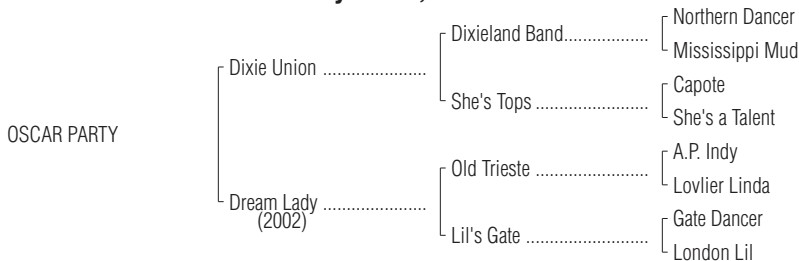 Northern Dancer
Dixieland Band....................
Mississippi Mud
Dixie Union ......................
Capote
She's Tops ........................
She's a Talent
OSCAR PARTY
A.P. Indy
Old Trieste ........................
Lovlier Linda
Dream Lady ......................
(2002)
Gate Dancer
Lil's Gate ..........................
London Lil